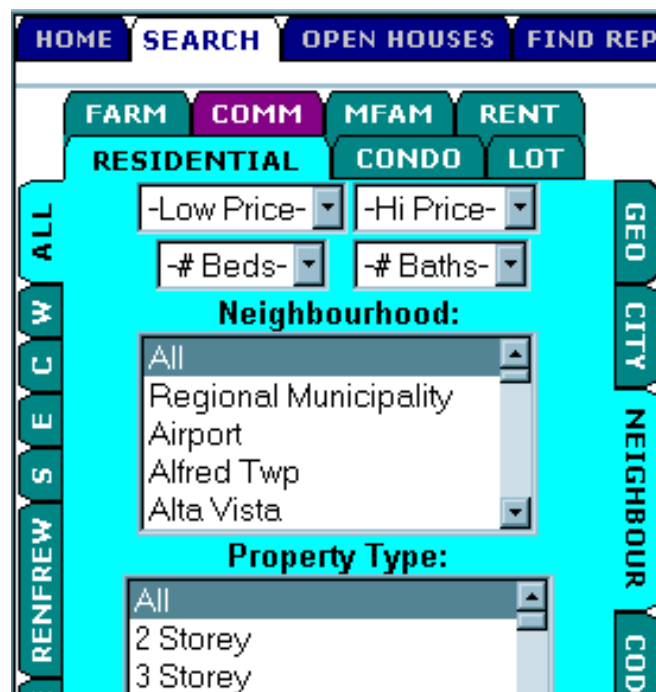 HOME SEARCH OPEN HOUSES FIND REP
FARM COMM MFAM RENT
RESIDENTIAL CONDO LOT
-Low Price- -Hi Price-
-# Beds- -# Baths-
Neighbourhood:
All
Regional Municipality
Airport
Alfred Twp
Alta Vista
Property Type:
All
2 Storey
3 Storey
ALL
W
C
E
S
RENFREW
GEO
CITY
NEIGHBOUR
COD